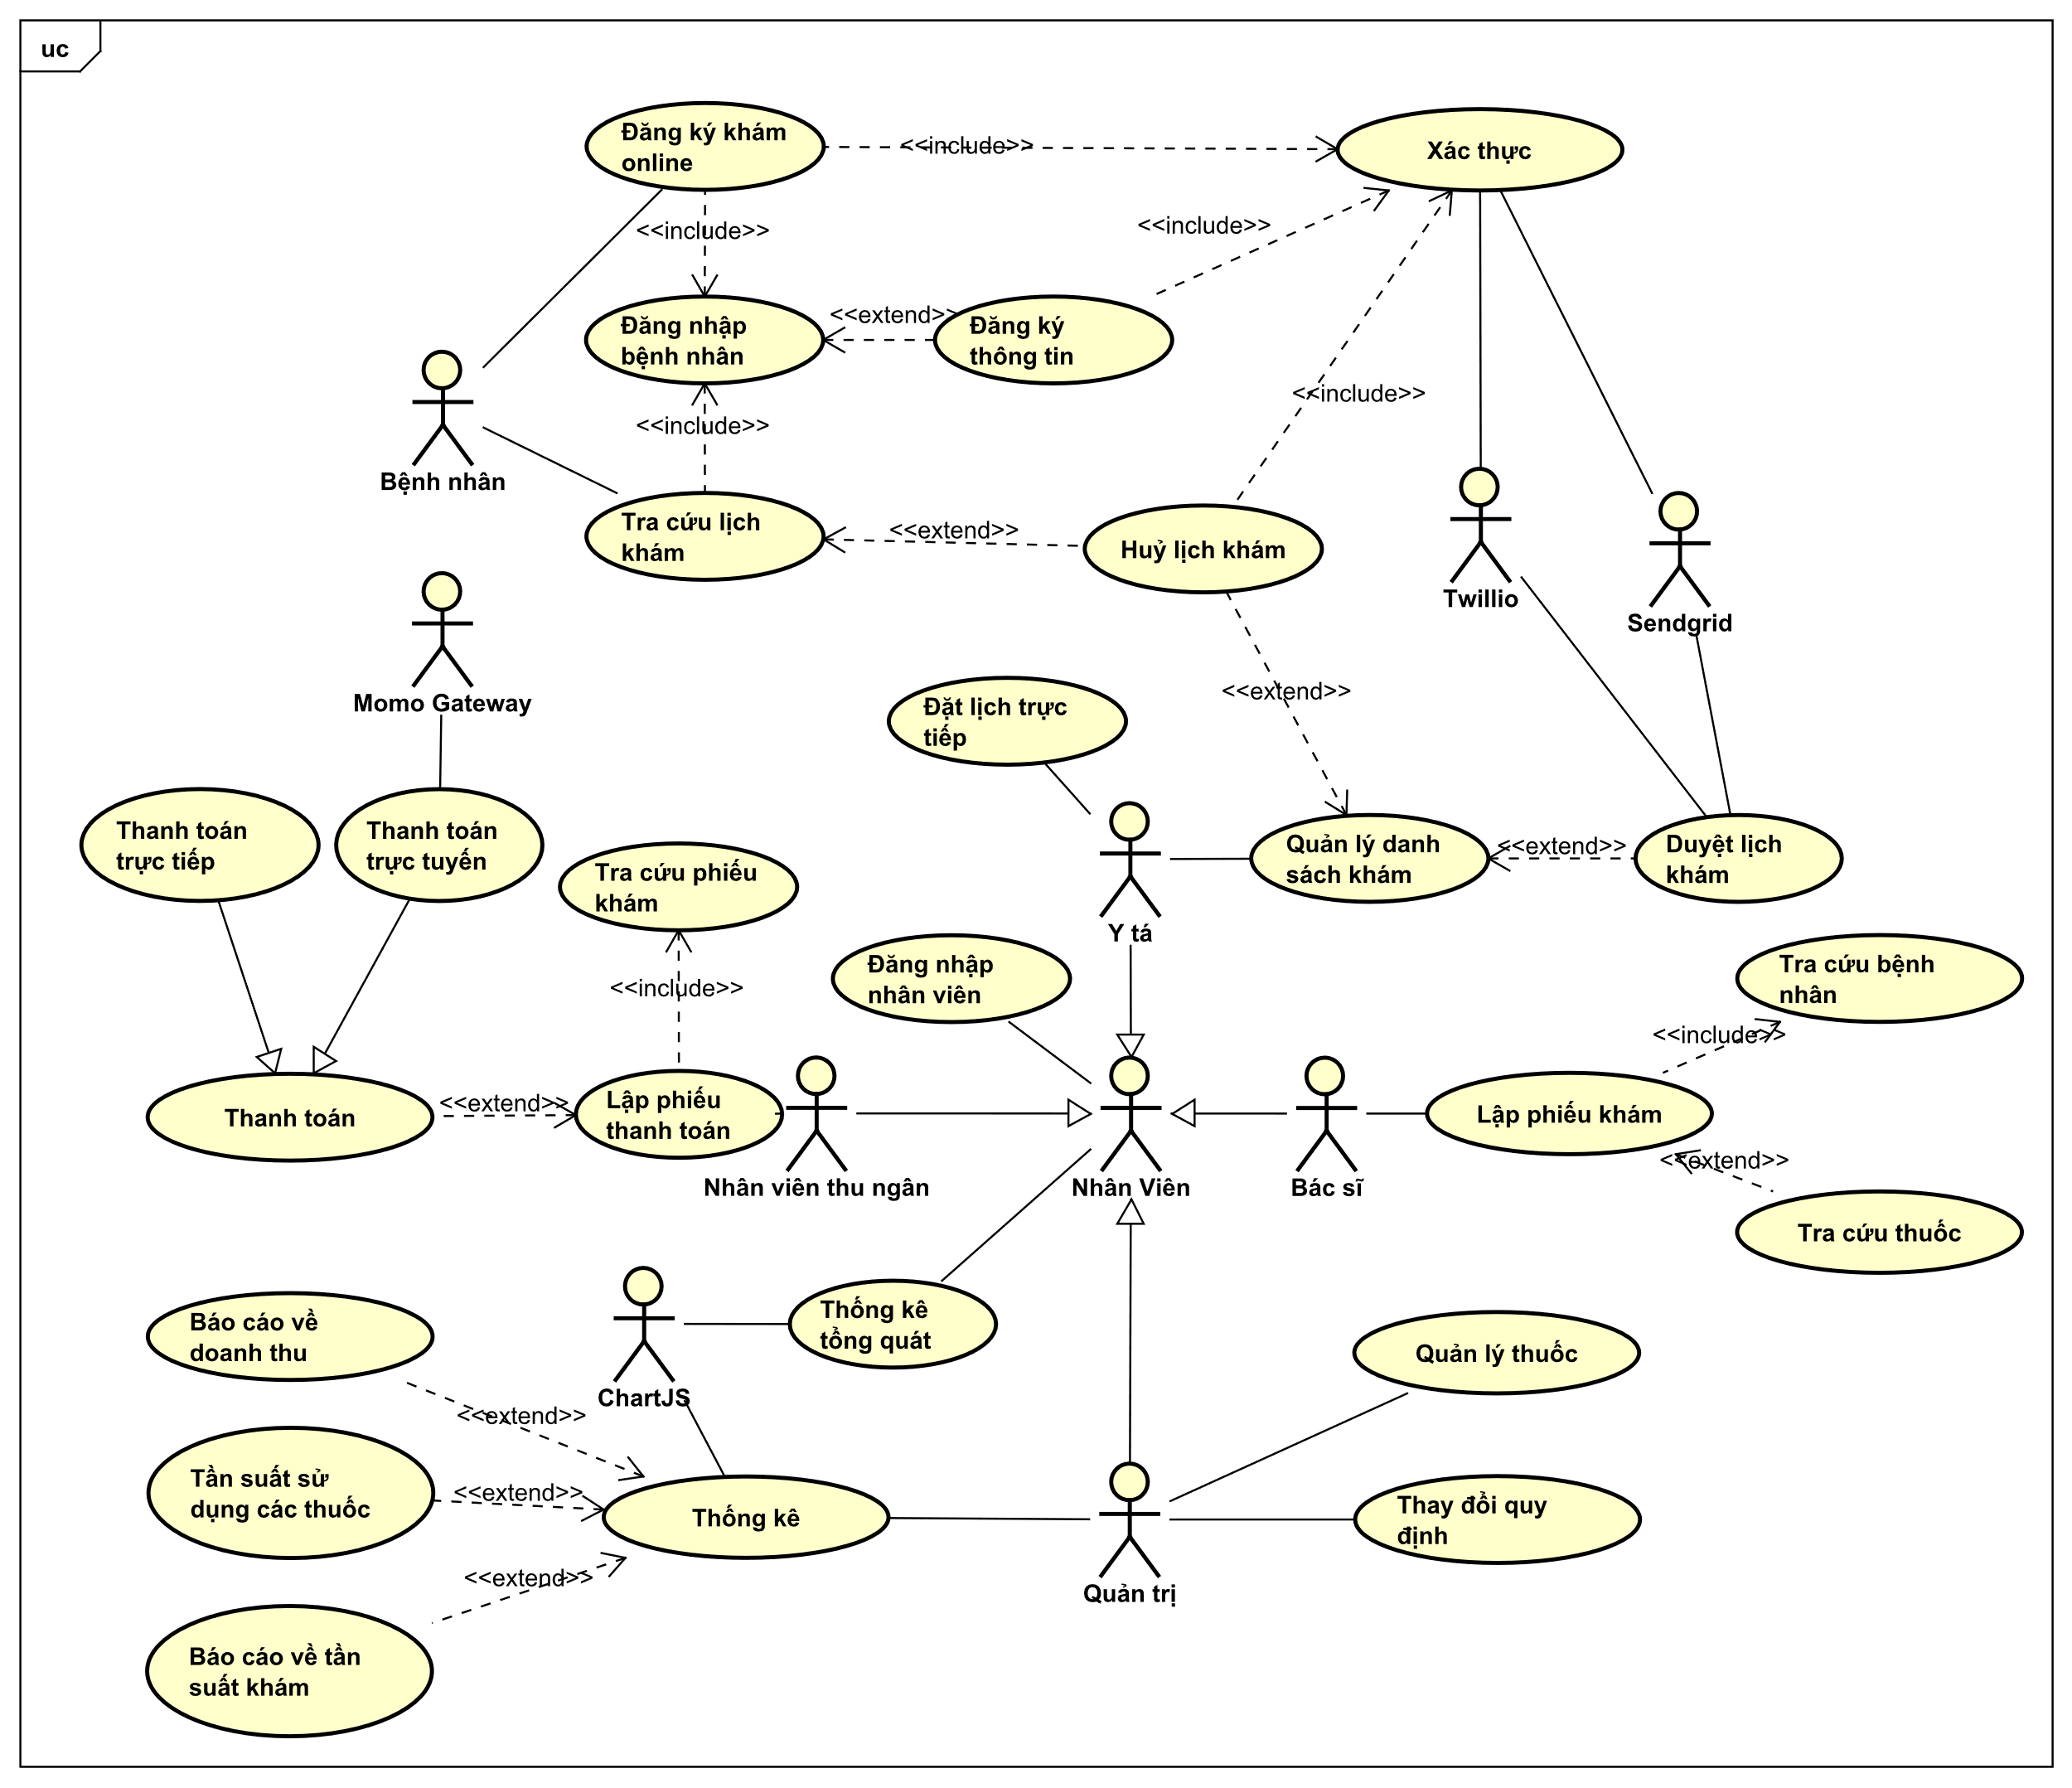 uc
Đăng ký khám
online
<<include>>
Xác thực
<<include>>
<<include>>
Đăng nhập
bệnh nhân
<<extend>>
Đăng ký
thông tin
<<include>>
<<include>>
Bệnh nhân
Tra cứu lịch
khám
<<extend>>
Huỷ lịch khám
Twillio
Sendgrid
Momo Gateway
<<extend>>
Đặt lịch trực
tiếp
Thanh toán
trực tiếp
Thanh toán
trực tuyến
Tra cứu phiếu
khám
Quản lý danh
sách khám
<<extend>>
Duyệt lịch
khám
Y tá
<<include>>
Đăng nhập
nhân viên
Tra cứu bệnh
nhân
<<include>>
Thanh toán
<<extend>>
Lập phiếu
thanh toán
Lập phiếu khám
<<extend>>
Nhân viên thu ngân
Nhân Viên
Bác sĩ
Tra cứu thuốc
Báo cáo về
doanh thu
Thống kê
tổng quát
Quản lý thuốc
ChartJS
<<extend>>
Tần suất sử
dụng các thuốc
<<extend>>
Thống kê
Thay đổi quy
định
<<extend>>
Quản trị
Báo cáo về tần
suất khám